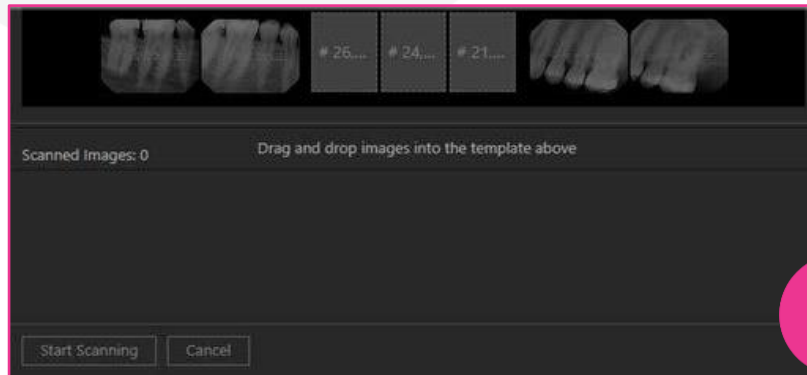 # 26,... # 24,... # 21,...
Scanned Images: 0
Drag and drop images into the template above
Start Scanning Cancel